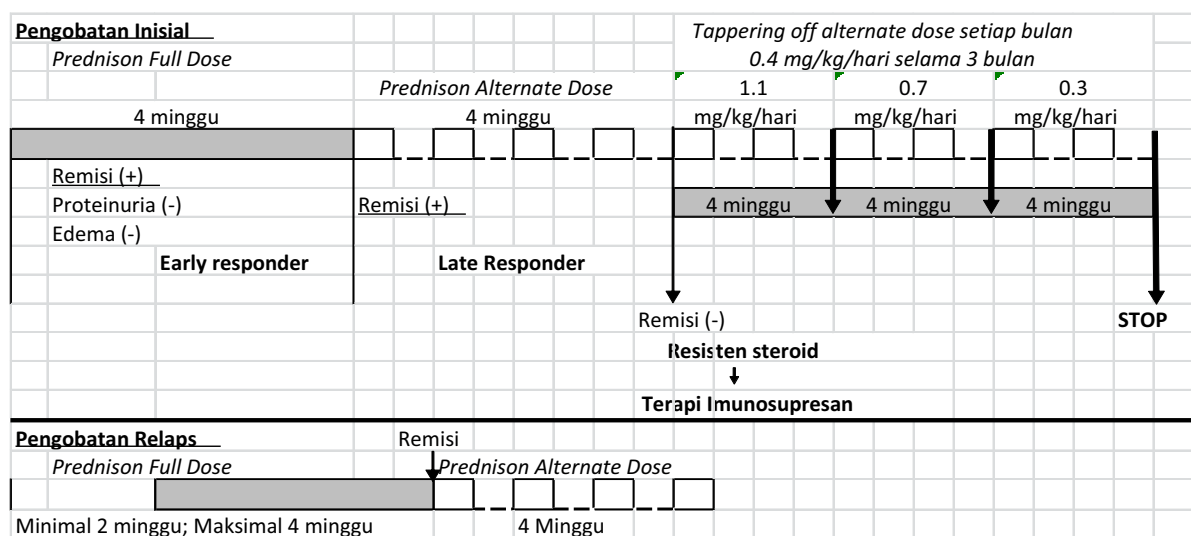 Pengobatan Inisial
Tappering off alternate dose setiap bulan
Prednison Full Dose
0.4 mg/kg/hari selama 3 bulan
Prednison Alternate Dose
1.1
0.7
0.3
4 minggu
4 minggu
mg/kg/hari
mg/kg/hari
mg/kg/hari
Remisi (+)
Proteinuria (-)
Remisi (+)
4 minggu
4 minggu
4 minggu
Edema (-)
Early responder
Late Responder
Remisi (-)
STOP
Resisten steroid
Terapi Imunosupresan
Pengobatan Relaps
Remisi
Prednison Full Dose
Prednison Alternate Dose
Minimal 2 minggu; Maksimal 4 minggu
4 Minggu